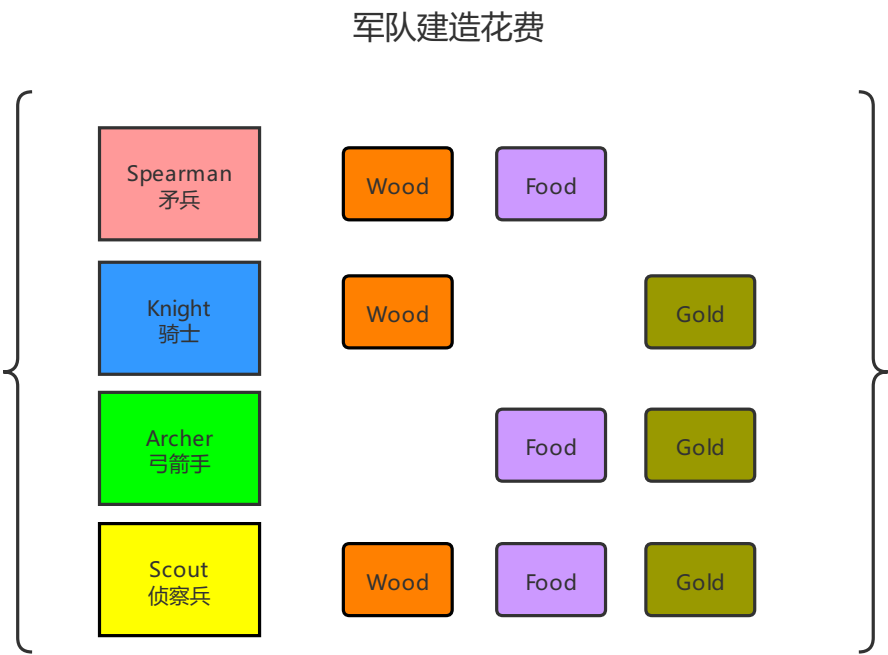 军队建造花费
Spearman
矛兵
Wood
Food
Knight
骑士
Wood
Gold
Archer
弓箭手
Food
Gold
Scout
侦察兵
Wood
Food
Gold